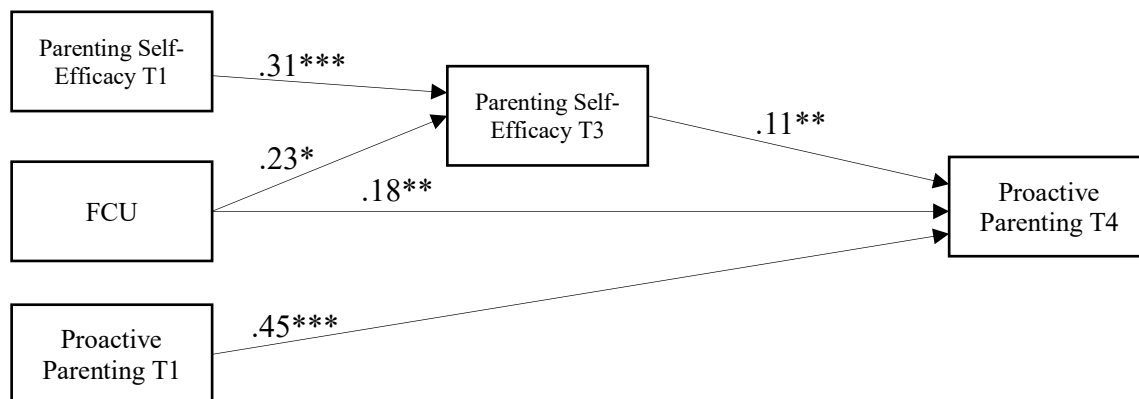 Parenting Self-
Efficacy T1
.31***
Parenting Self-
Efficacy T3
.11**
.23*
FCU
.18**
Proactive
Parenting T4
Proactive
Parenting T1
.45***